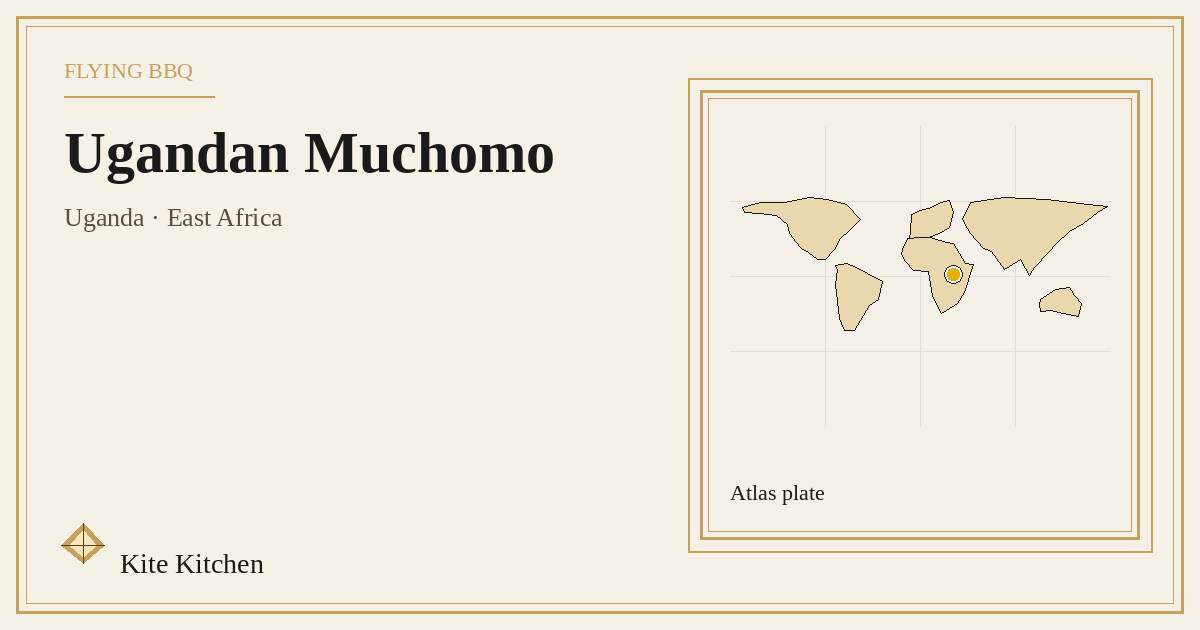 FLYING BBQ
Ugandan Muchomo
Uganda · East Africa
Atlas plate
Kite Kitchen